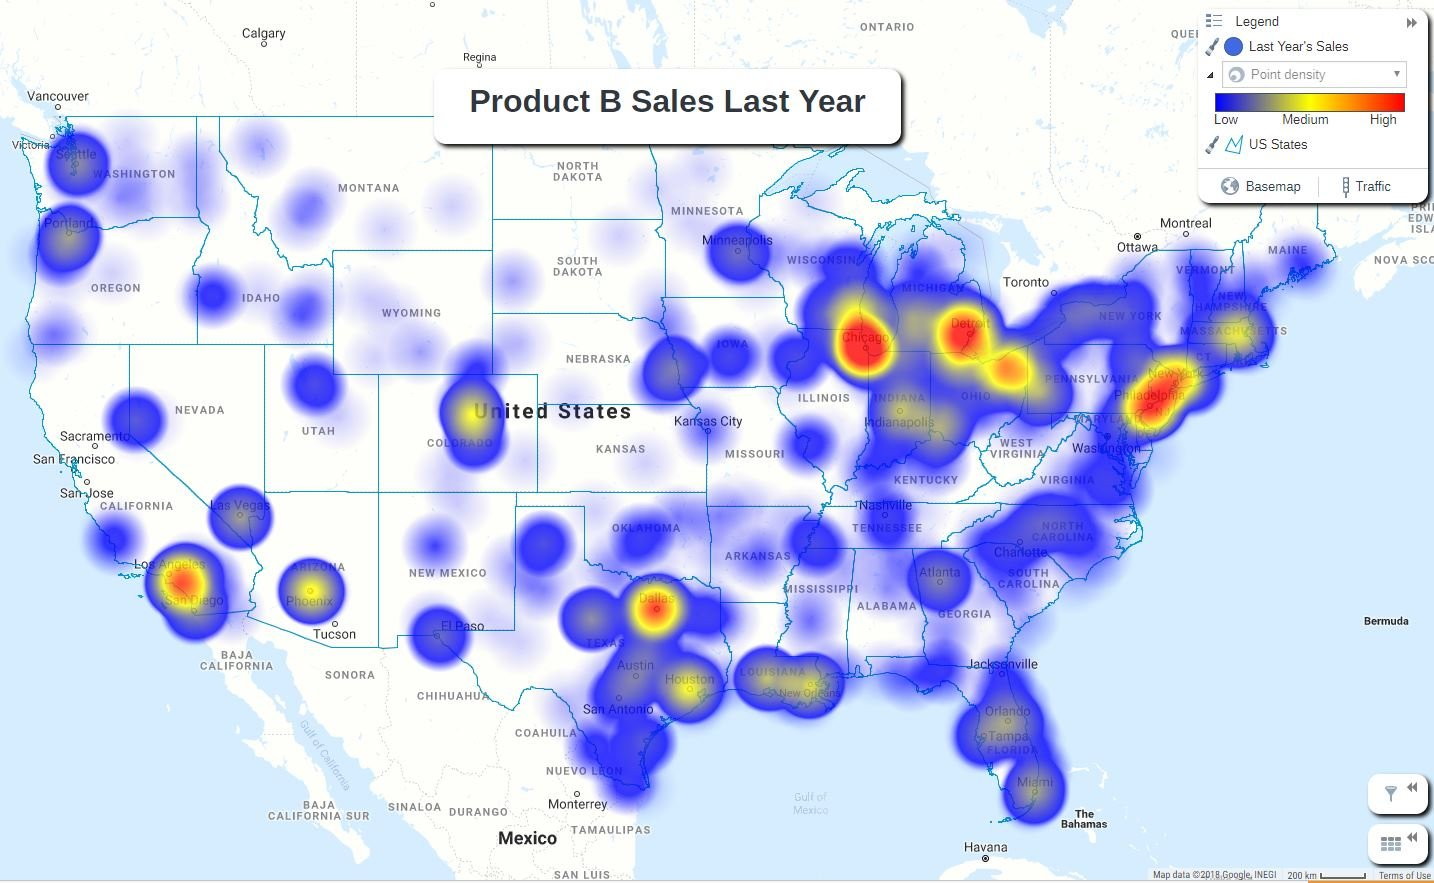 Calgary
ONTARIO
Regina
Legend
Last Year's Sales
Point density
Low Medium High
US States
Basemap Traffic
Product B Sales Last Year
Vancouver
Victoria
Seattle
WASHINGTON
MONTANA
NORTH
DAKOTA
MINNESOTA
Portland
Minneapolis
Montreal
Ottawa
MAINE
WISCONSIN
SOUTH
DAKOTA
VERMONT
NOVA SCO
OREGON
IDAHO
WYOMING
MICHIGAN
Toronto
NEW
HAMPSHIRE
NEW YORK
MASSACHUSETTS
Detroit
Chicago
IOWA
NEBRASKA
CT
New York
PENNSYLVANIA
Philadelphia
NJ
NEVADA
United States
ILLINOIS
INDIANA
OHIO
UTAH
COLORADO
Kansas City
Indianapolis
MARYLAND
Sacramento
San Francisco
KANSAS
MISSOURI
WEST
VIRGINIA
Washington
San Jose
KENTUCKY
VIRGINIA
CALIFORNIA
Las Vegas
Nashville
OKLAHOMA
TENNESSEE
NORTH
CAROLINA
Los Angeles
ARIZONA
NEW MEXICO
ARKANSAS
Charlotte
Atlanta
SOUTH
CAROLINA
San Diego
Phoenix
Dallas
MISSISSIPPI
ALABAMA
GEORGIA
Tucson
El Paso
TEXAS
Bermuda
BAJA
CALIFORNIA
SONORA
Austin
Houston
LOUISIANA
New Orleans
Jacksonville
CHIHUAHUA
San Antonio
Orlando
Gulf of California
COAHUILA
Tampa
FLORIDA
NUEVO LEON
Miami
BAJA
CALIFORNIA SUR
SINALOA
DURANGO
Monterrey
Gulf of
Mexico
The
Bahamas
Mexico
TAMAULIPAS
Havana
SAN LUIS
Map data ©2018 Google, INEGI 200 km Terms of Use